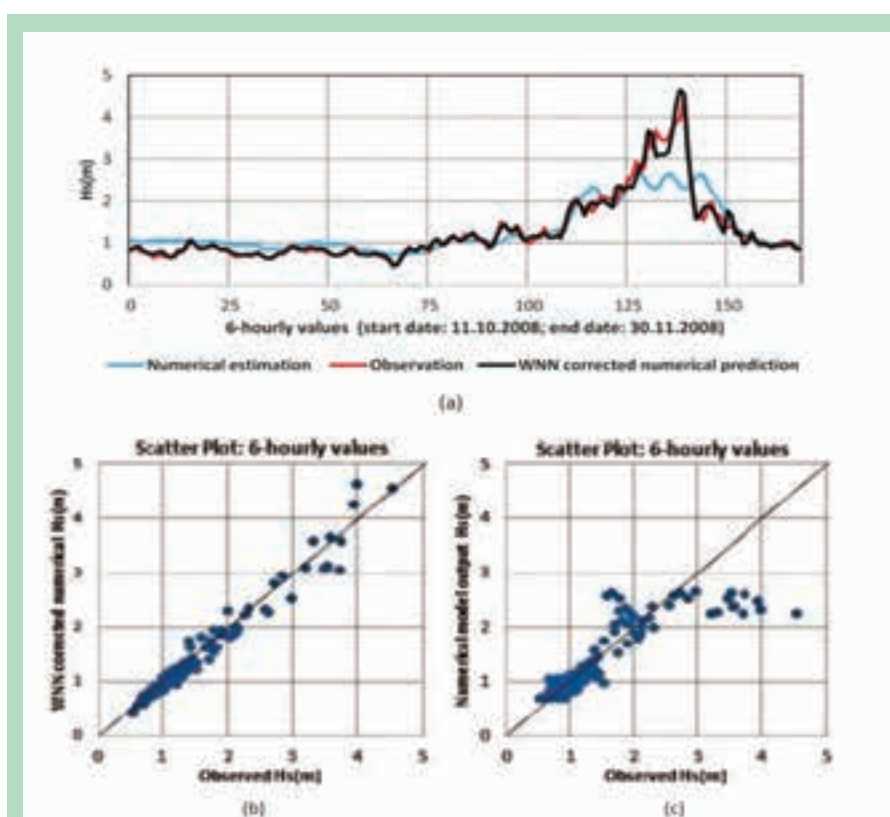 5
4
3
2
1
0
Hs(m)
0 25 50 75 100 125 150
6-hourly values (start date: 11.10.2008; end date: 30.11.2008)
Numerical estimation Observation WNN corrected numerical prediction
(a)
Scatter Plot: 6-hourly values
5
4
3
2
1
0
WNN corrected numerical Hs(m)
0 1 2 3 4 5
Observed Hs(m)
(b)
Scatter Plot: 6-hourly values
5
4
3
2
1
0
Numerical model output Hs(m)
0 1 2 3 4 5
Observed Hs(m)
(c)